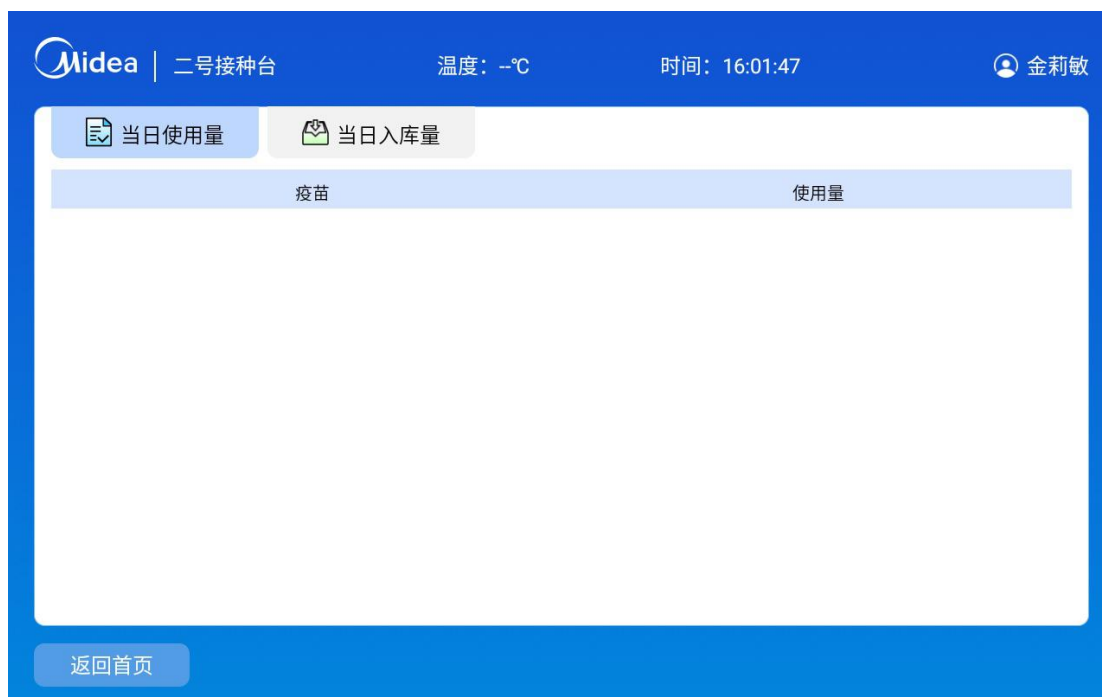 Midea | 二号接种台 温度：--℃ 时间：16:01:47 金莉敏
当日使用量 当日入库量
疫苗 使用量
返回首页